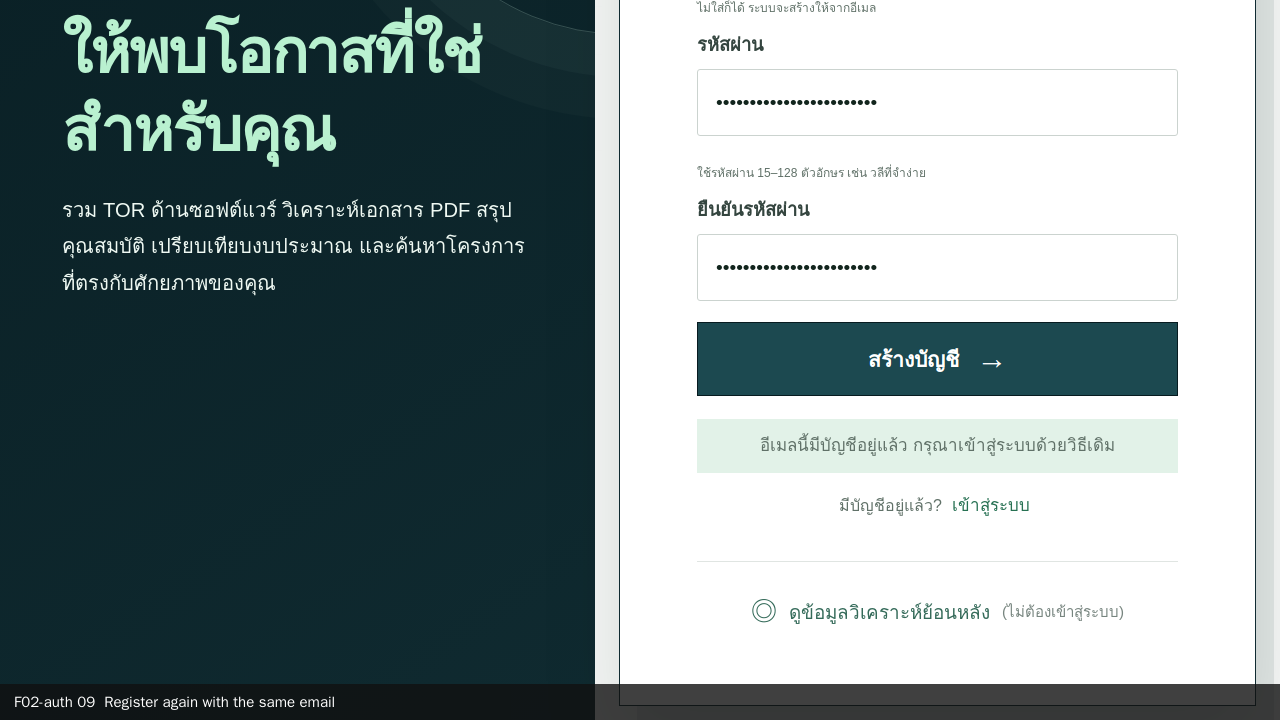 ให้พบโอกาสที่ใช่
สำหรับคุณ
รวม TOR ด้านซอฟต์แวร์ วิเคราะห์เอกสาร PDF สรุป
คุณสมบัติ เปรียบเทียบงบประมาณ และค้นหาโครงการ
ที่ตรงกับศักยภาพของคุณ
ไม่ใส่ก็ได้ ระบบจะสร้างให้จากอีเมล
รหัสผ่าน
••••••••••••••••••••••••
ใช้รหัสผ่าน 15–128 ตัวอักษร เช่น วลีที่จำง่าย
ยืนยันรหัสผ่าน
••••••••••••••••••••••••
สร้างบัญชี →
อีเมลนี้มีบัญชีอยู่แล้ว กรุณาเข้าสู่ระบบด้วยวิธีเดิม
มีบัญชีอยู่แล้ว? เข้าสู่ระบบ
ดูข้อมูลวิเคราะห์ย้อนหลัง (ไม่ต้องเข้าสู่ระบบ)
F02-auth 09 Register again with the same email